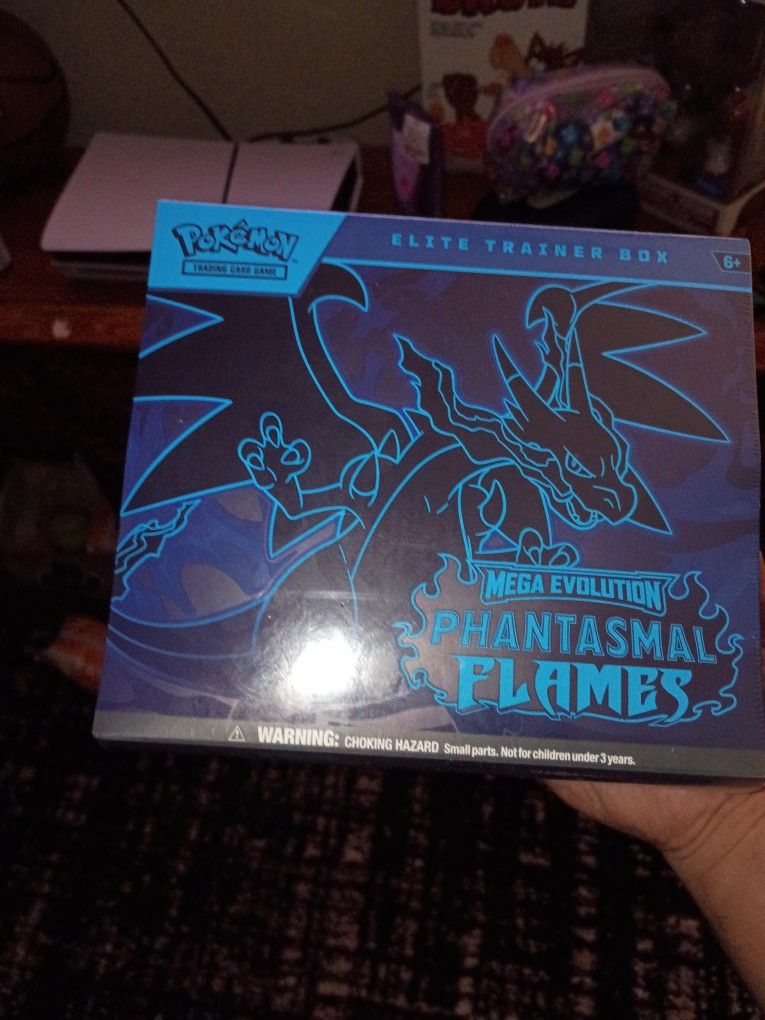 POKéMON
TRADING CARD GAME
ELITE TRAINER BOX
6+
MEGA EVOLUTION
PHANTASMAL
FLAMES
WARNING: CHOKING HAZARD Small parts. Not for children under 3 years.